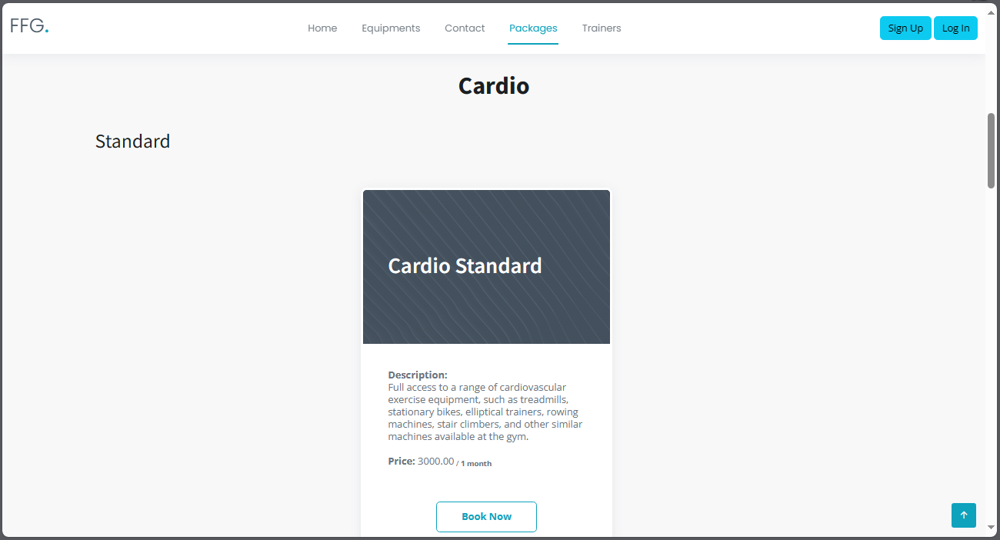 FFG.
Home Equipments Contact Packages Trainers
Sign Up Log In
Cardio
Standard
Cardio Standard
Description:
Full access to a range of cardiovascular
exercise equipment, such as treadmills,
stationary bikes, elliptical trainers, rowing
machines, stair climbers, and other similar
machines available at the gym.
Price: 3000.00 / 1 month
Book Now